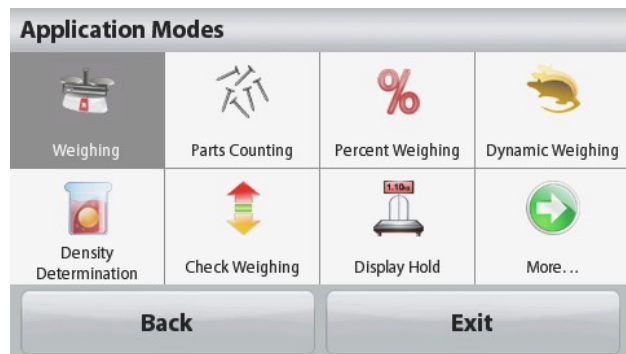 Application Modes
Weighing
Parts Counting
Percent Weighing
Dynamic Weighing
Density
Determination
Check Weighing
1.10kg
Display Hold
More...
Back
Exit